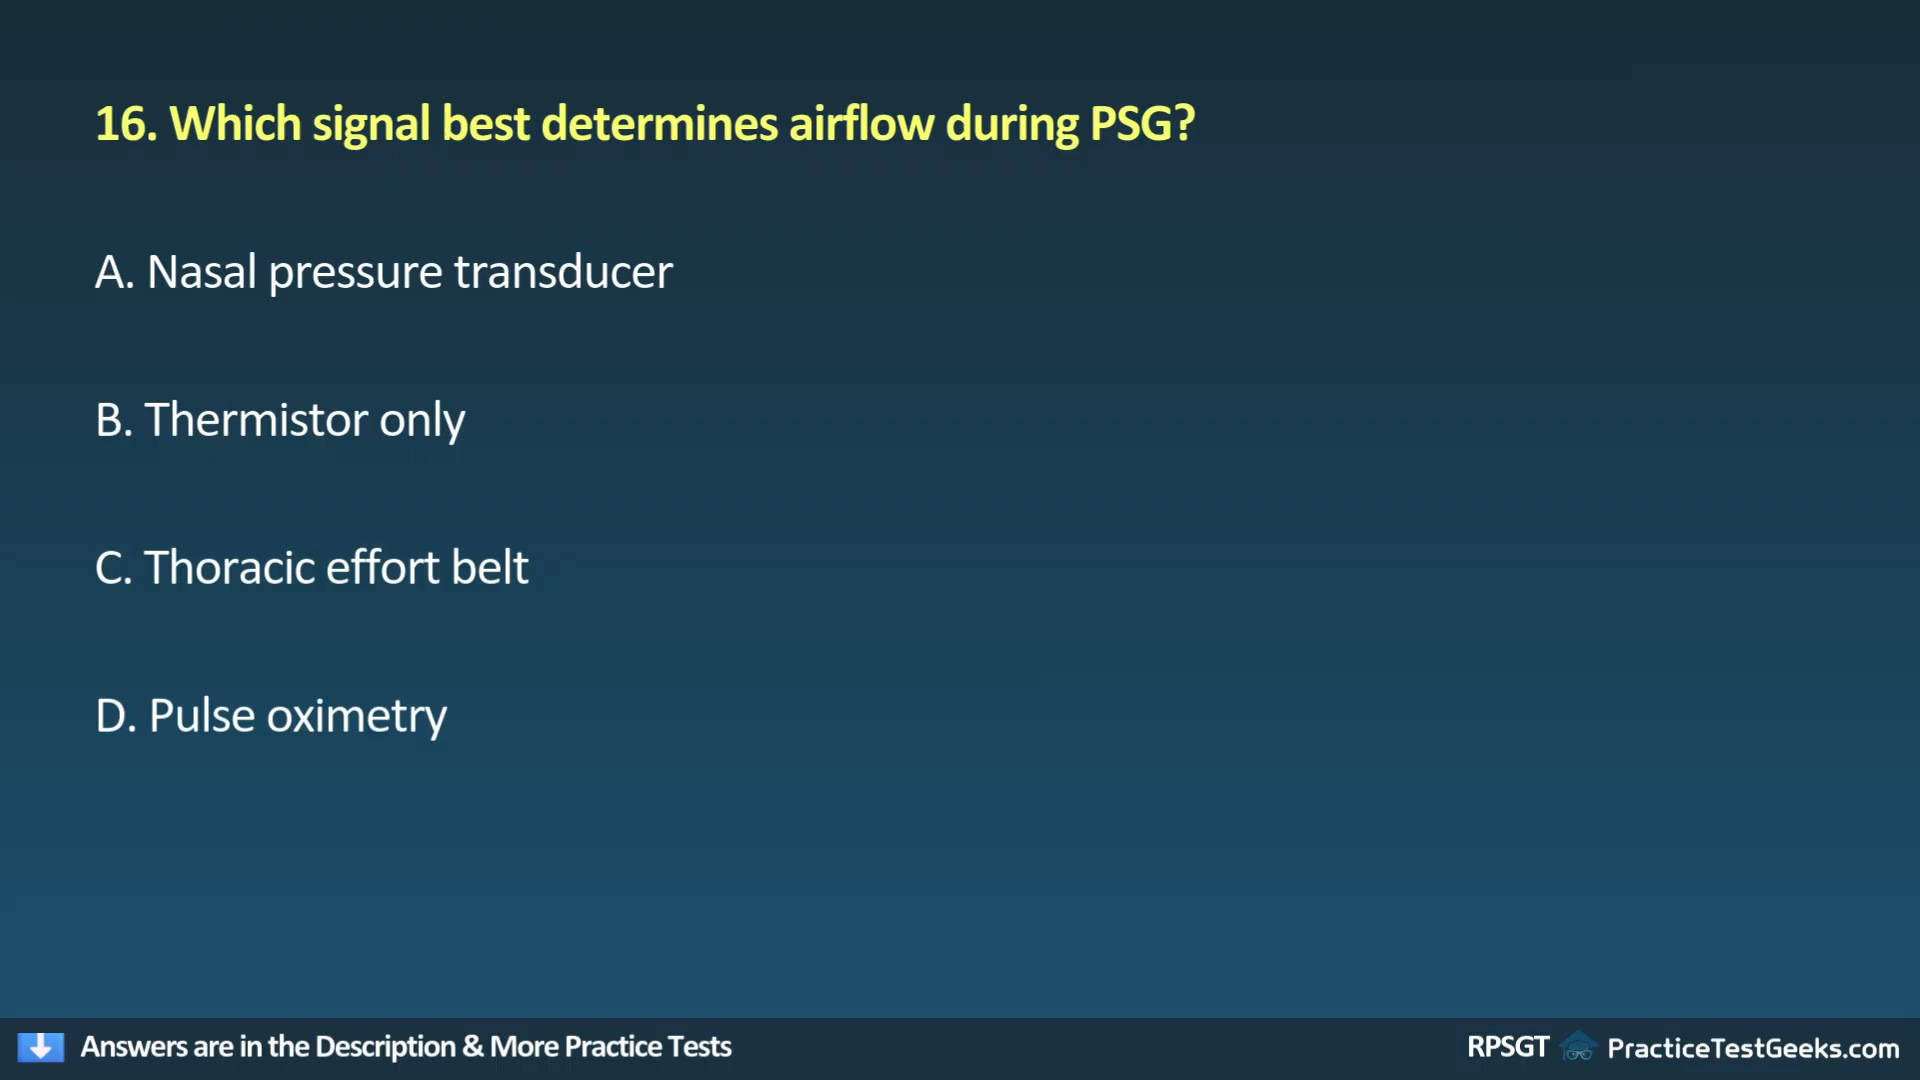 16. Which signal best determines airflow during PSG?
A. Nasal pressure transducer
B. Thermistor only
C. Thoracic effort belt
D. Pulse oximetry
Answers are in the Description & More Practice Tests
RPSGT PracticeTestGeeks.com